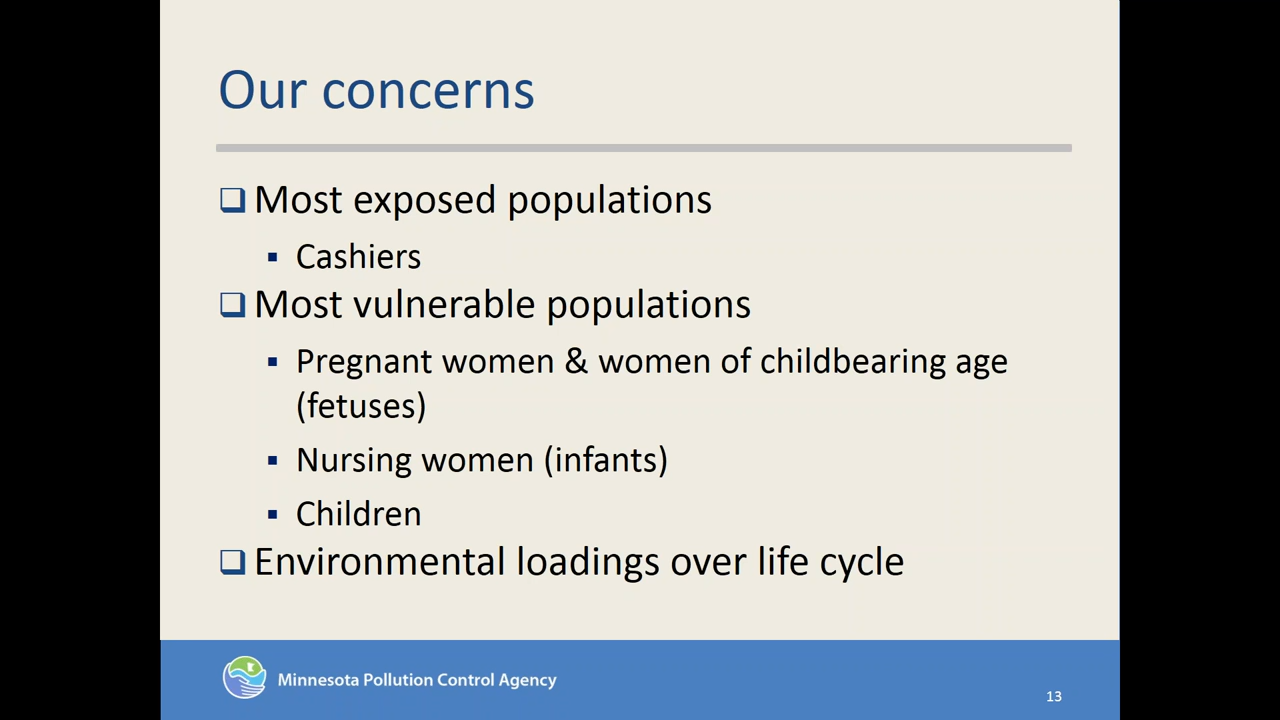 Our concerns
❑ Most exposed populations
▪ Cashiers
❑ Most vulnerable populations
▪ Pregnant women & women of childbearing age
(fetuses)
▪ Nursing women (infants)
▪ Children
❑ Environmental loadings over life cycle
Minnesota Pollution Control Agency
13